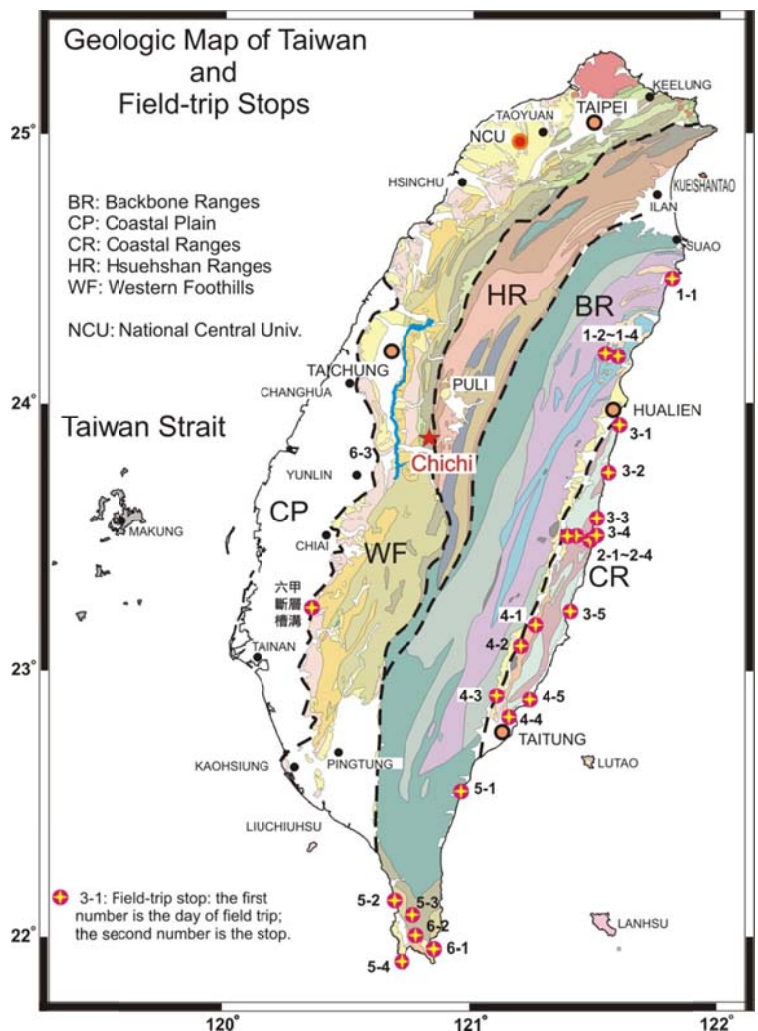 Geologic Map of Taiwan
and
Field-trip Stops
BR: Backbone Ranges
CP: Coastal Plain
CR: Coastal Ranges
HR: Hsuehshan Ranges
WF: Western Foothills
NCU: National Central Univ.
Taiwan Strait
KEELUNG
TAIPEI
TAOYUAN
NCU
HSINCHU
KUEISHANTAO
ILAN
SUAO
HR
BR
1-1
1-2~1-4
TAICHUNG
CHANGHUA
PULI
HUALIEN
3-1
Chichi
6-3
YUNLIN
3-2
CP
MAKUNG
CHIAI
WF
3-3
3-4
2-1~2-4
CR
六甲
斷層
槽溝
3-5
4-1
4-2
TAINAN
4-3
4-5
4-4
TAITUNG
KAOHSIUNG
PINGTUNG
LUTAO
5-1
LIUCHIUHSU
5-2
5-3
6-2
6-1
5-4
LANHSU
3-1: Field-trip stop: the first
number is the day of field trip;
the second number is the stop.
25°
24°
23°
22°
120°
121°
122°